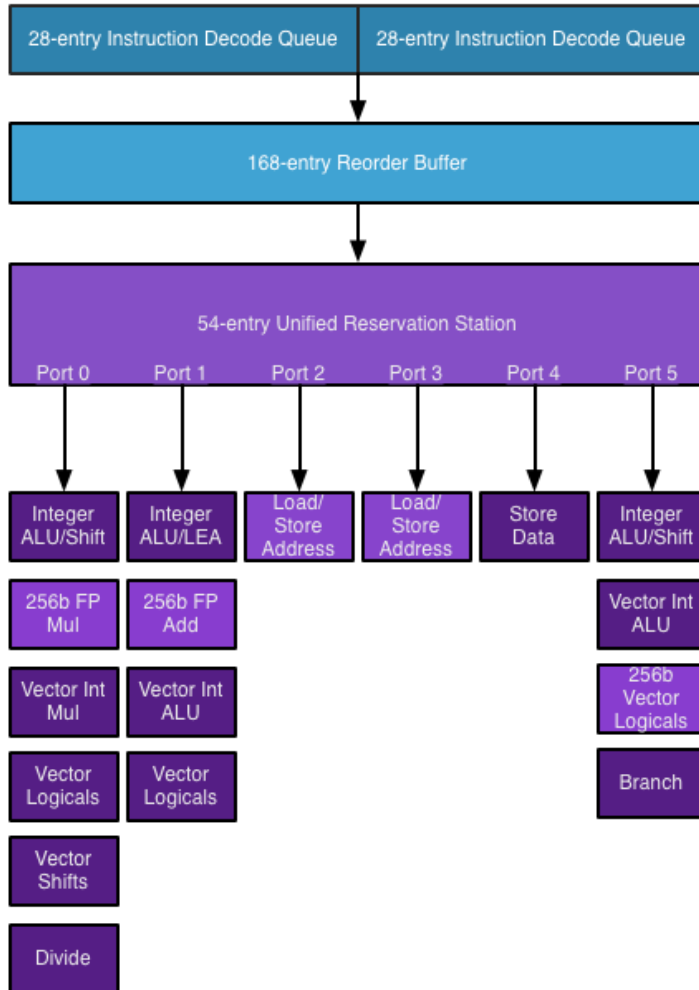 28-entry Instruction Decode Queue
28-entry Instruction Decode Queue
168-entry Reorder Buffer
54-entry Unified Reservation Station
Port 0
Port 1
Port 2
Port 3
Port 4
Port 5
Integer
ALU/Shift
Integer
ALU/LEA
Load/
Store
Address
Load/
Store
Address
Store
Data
Integer
ALU/Shift
256b FP
Mul
256b FP
Add
Vector Int
ALU
Vector Int
Mul
Vector Int
ALU
256b
Vector
Logicals
Vector
Logicals
Vector
Logicals
Branch
Vector
Shifts
Divide